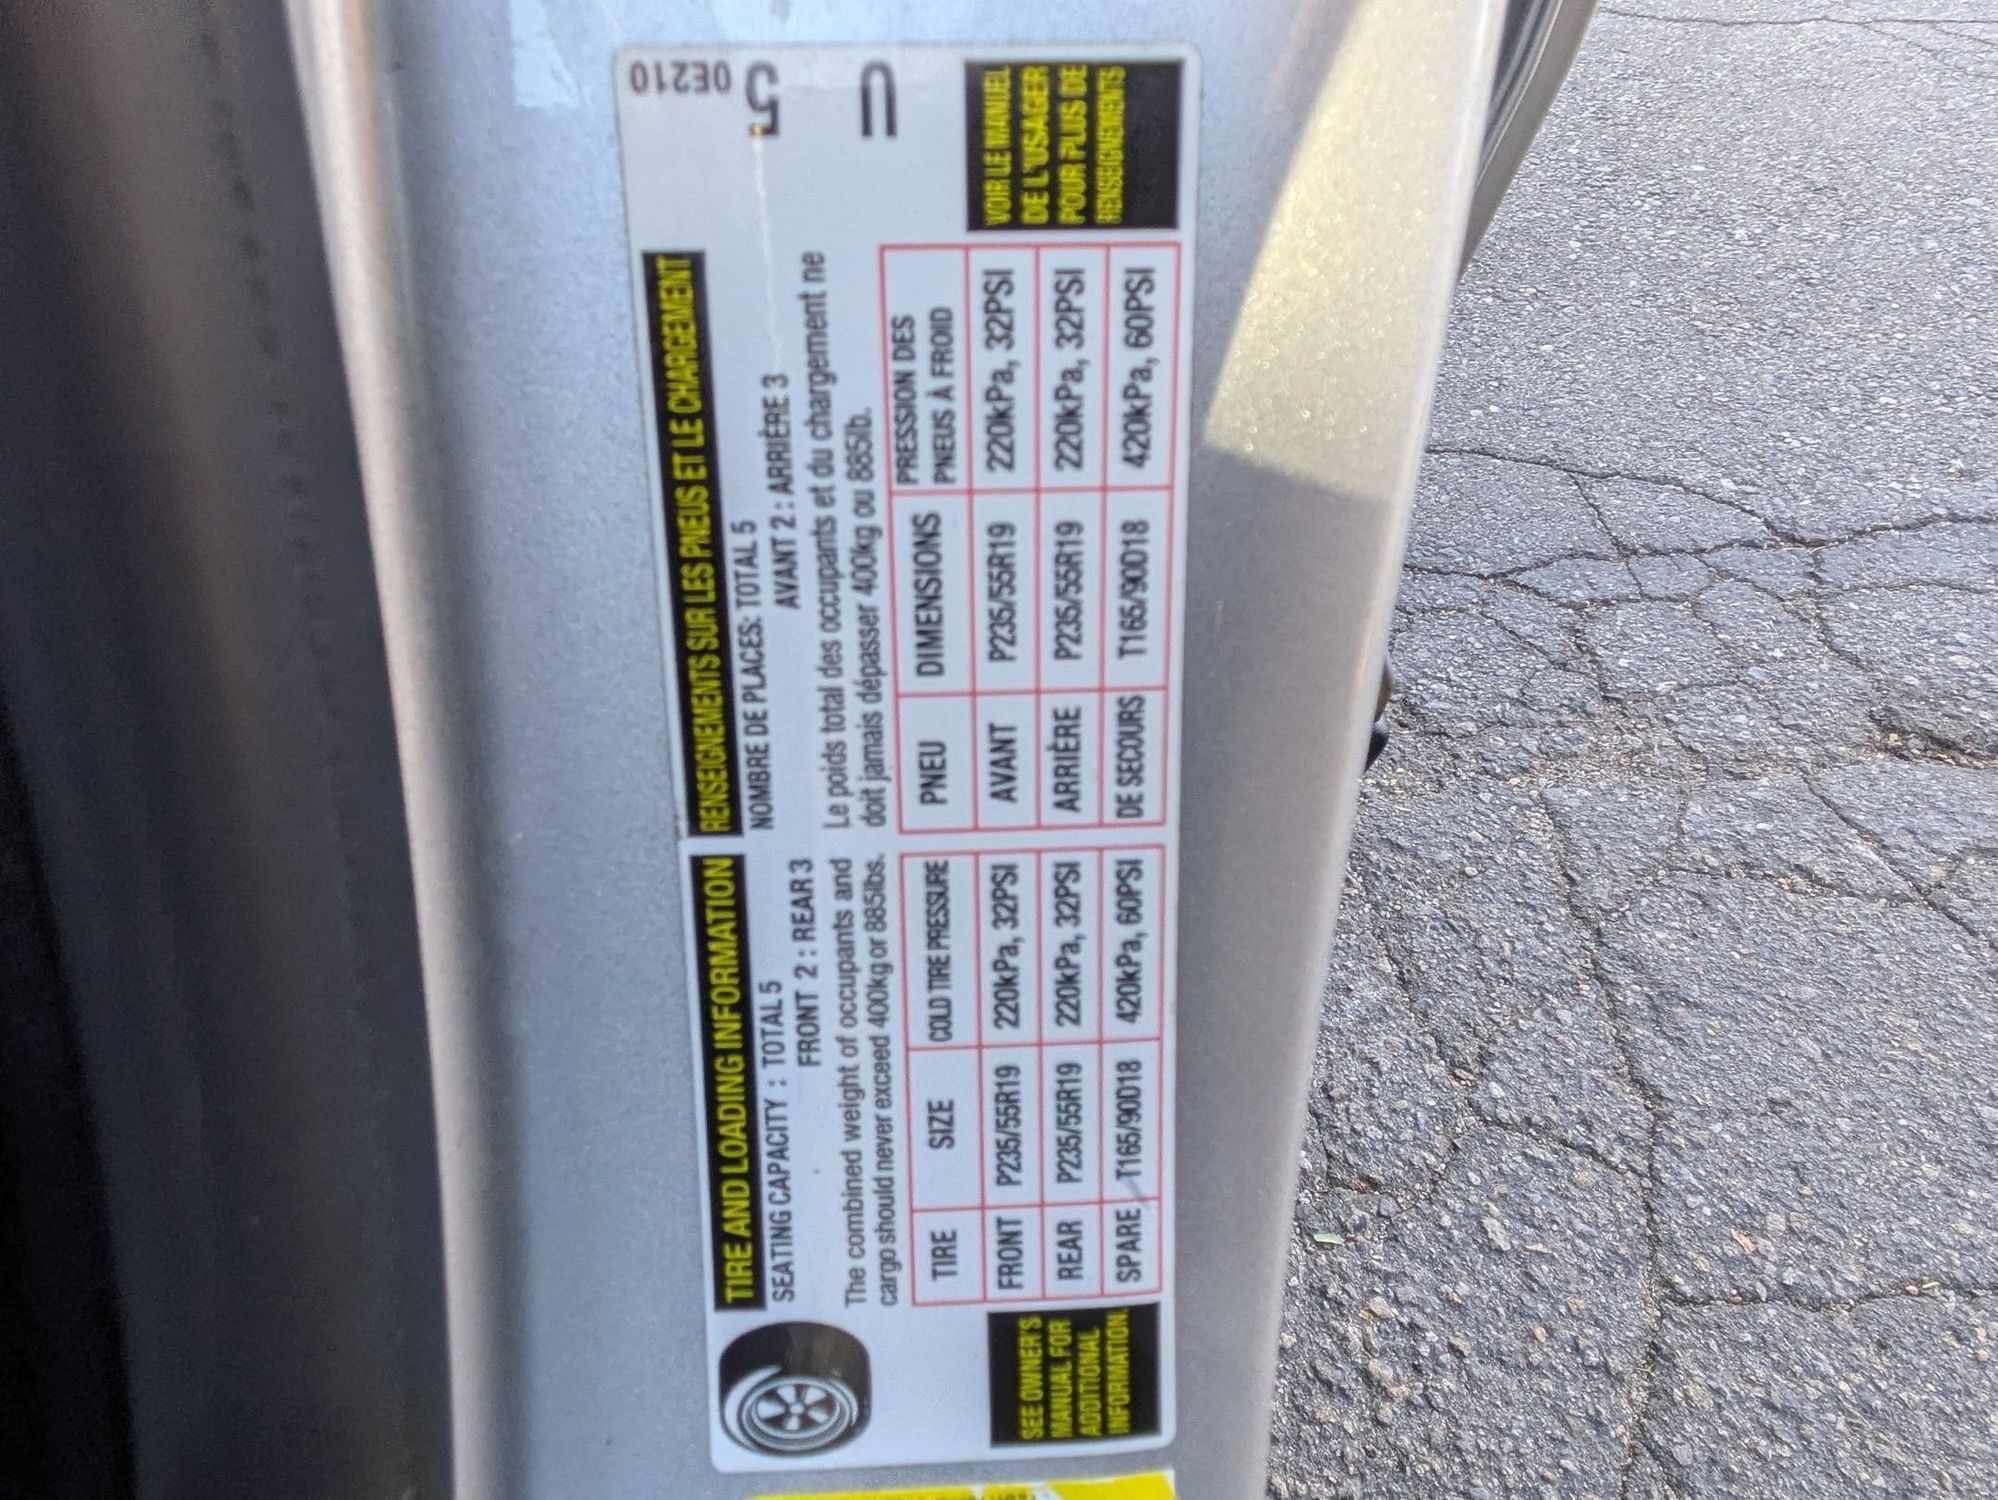 TIRE AND LOADING INFORMATION
SEATING CAPACITY : TOTAL 5
FRONT 2 : REAR 3
The combined weight of occupants and
cargo should never exceed 400kg or 885lbs.
TIRE SIZE COLD TIRE PRESSURE
FRONT P235/55R19 220kPa, 32PSI
REAR P235/55R19 220kPa, 32PSI
SPARE T165/90D18 420kPa, 60PSI
SEE OWNER'S
MANUAL FOR
ADDITIONAL
INFORMATION
RENSEIGNEMENTS SUR LES PNEUS ET LE CHARGEMENT
NOMBRE DE PLACES: TOTAL 5
AVANT 2 : ARRIÈRE 3
Le poids total des occupants et du chargement ne
doit jamais dépasser 400kg ou 885lb.
PNEU DIMENSIONS PRESSION DES
PNEUS À FROID
AVANT P235/55R19 220kPa, 32PSI
ARRIÈRE P235/55R19 220kPa, 32PSI
DE SECOURS T165/90D18 420kPa, 60PSI
0E210
5
U
VOIR LE MANUEL
DE L'USAGER
POUR PLUS DE
RENSEIGNEMENTS